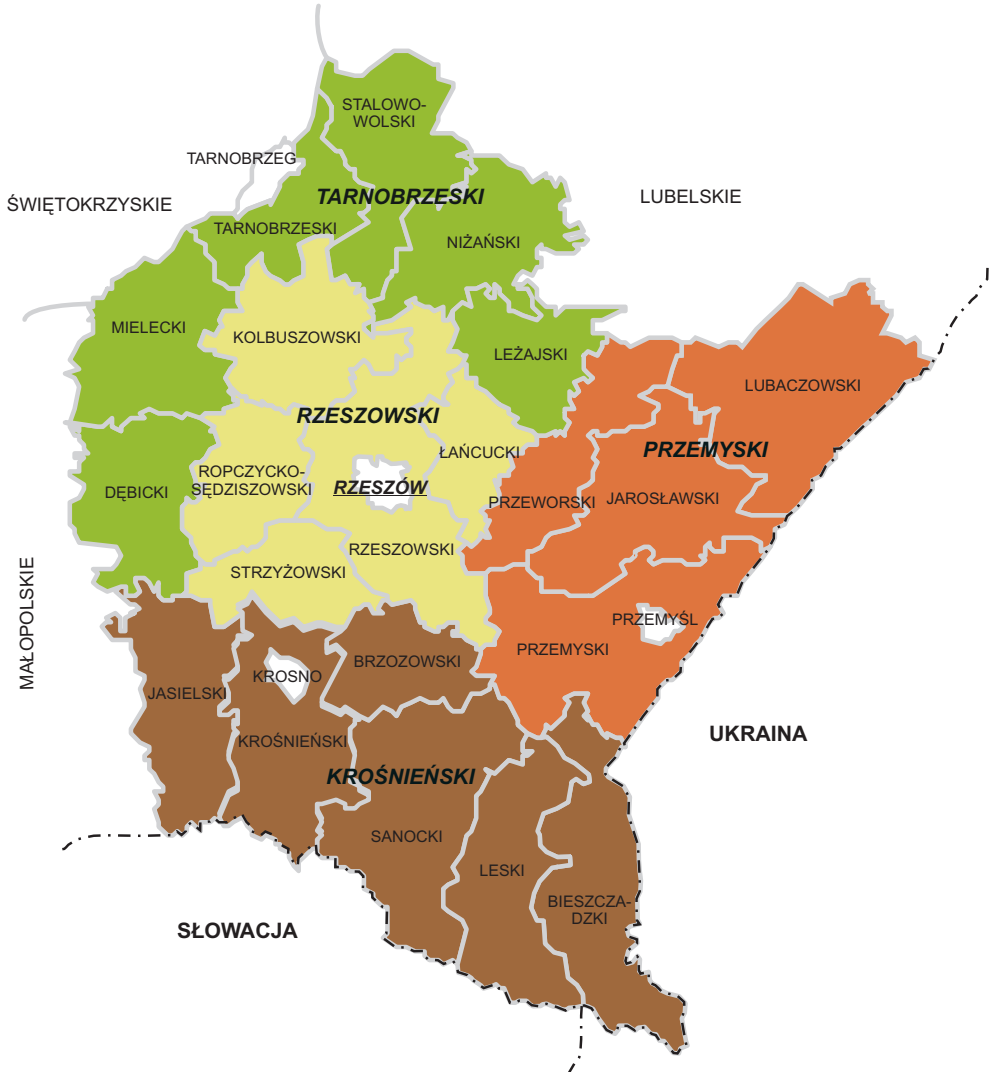 STALOWO-
WOLSKI
TARNOBRZEG
ŚWIĘTOKRZYSKIE
TARNOBRZESKI
LUBELSKIE
TARNOBRZESKI
NIŻAŃSKI
MIELECKI
KOLBUSZOWSKI
LEŻAJSKI
LUBACZOWSKI
RZESZOWSKI
ŁAŃCUCKI
PRZEMYSKI
DĘBICKI
ROPCZYCKO-
SĘDZISZOWSKI
RZESZÓW
PRZEWORSKI
JAROSŁAWSKI
RZESZOWSKI
STRZYŻOWSKI
MAŁOPOLSKIE
PRZEMYŚL
PRZEMYSKI
BRZOZOWSKI
KROSNO
JASIELSKI
KROŚNIEŃSKI
UKRAINA
KROŚNIEŃSKI
SANOCKI
LESKI
BIESZCZA-
DZKI
SŁOWACJA